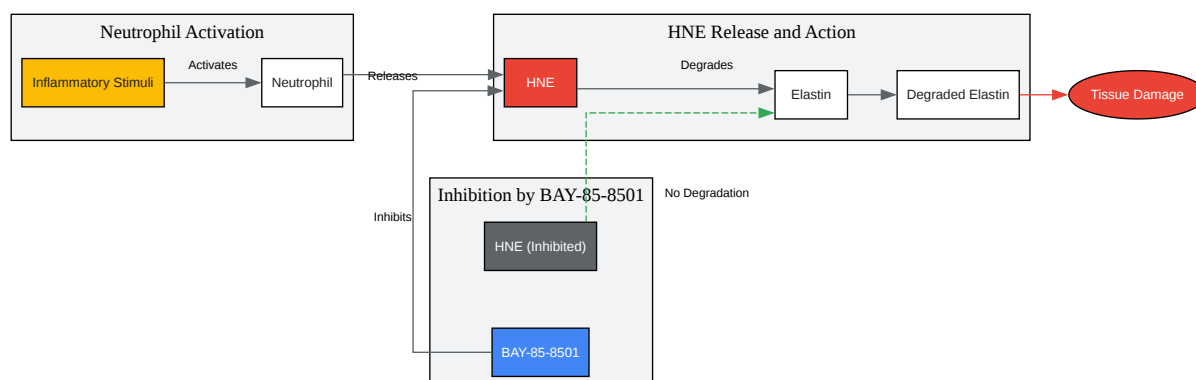 Neutrophil Activation
Inflammatory Stimuli
Activates
Neutrophil
Releases
HNE Release and Action
HNE
Degrades
Elastin
Degraded Elastin
Tissue Damage
Inhibition by BAY-85-8501
No Degradation
Inhibits
HNE (Inhibited)
BAY-85-8501